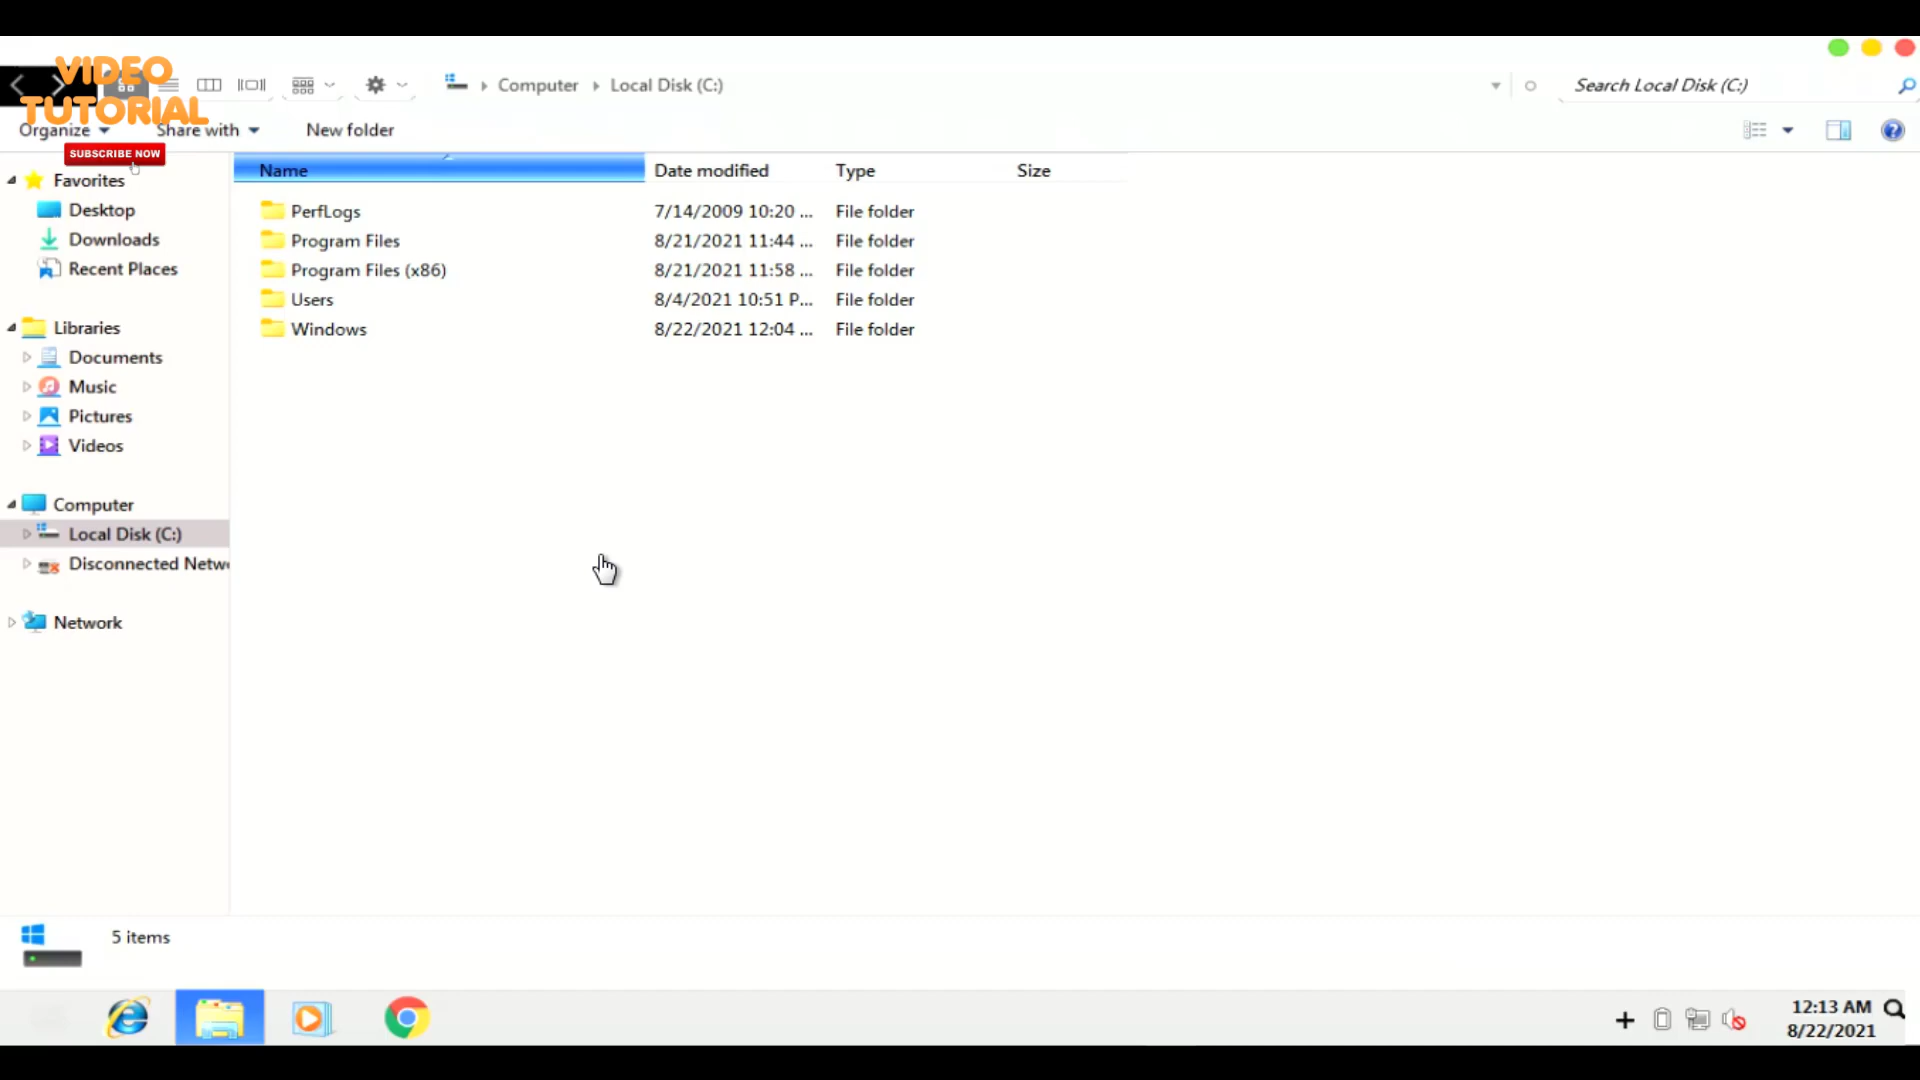 VIDEO
TUTORIAL
SUBSCRIBE NOW
Computer Local Disk (C:)
Search Local Disk (C:)
Organize Share with New folder
Name Date modified Type Size
PerfLogs 7/14/2009 10:20 ... File folder
Program Files 8/21/2021 11:44 ... File folder
Program Files (x86) 8/21/2021 11:58 ... File folder
Users 8/4/2021 10:51 P... File folder
Windows 8/22/2021 12:04 ... File folder
Favorites
Desktop
Downloads
Recent Places
Libraries
Documents
Music
Pictures
Videos
Computer
Local Disk (C:)
Disconnected Netw
Network
5 items
12:13 AM
8/22/2021